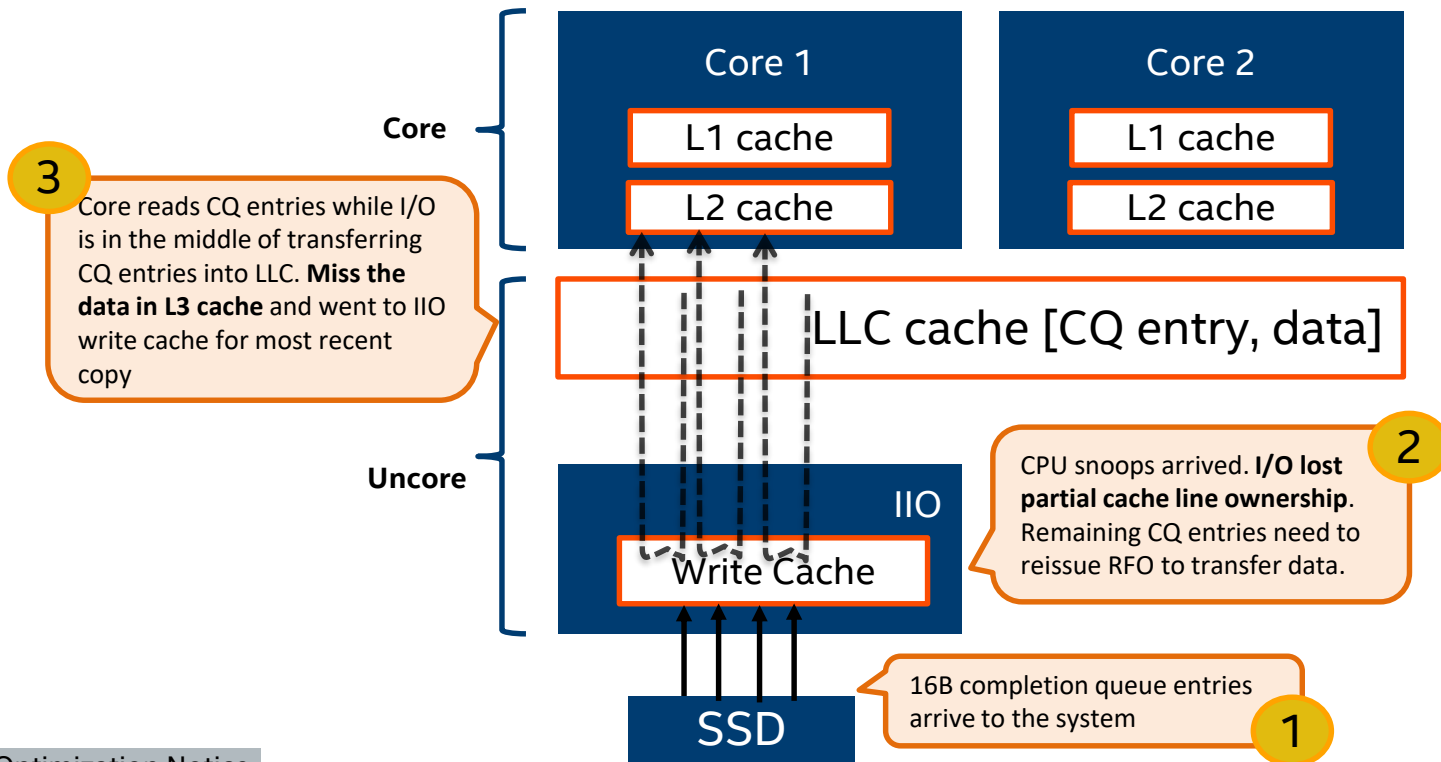 Core 1
Core 2
Core
L1 cache
L1 cache
L2 cache
L2 cache
3
Core reads CQ entries while I/O
is in the middle of transferring
CQ entries into LLC. Miss the
data in L3 cache and went to IIO
write cache for most recent
copy
LLC cache [CQ entry, data]
Uncore
IIO
Write Cache
2
CPU snoops arrived. I/O lost
partial cache line ownership.
Remaining CQ entries need to
reissue RFO to transfer data.
SSD
16B completion queue entries
arrive to the system
1
Optimization Notice